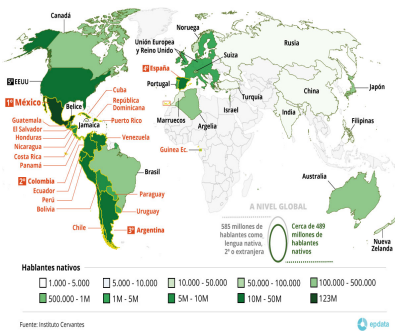 Canadá
Noruega
Unión Europea
y Reino Unido
Suiza
Rusia
5º EEUU
4º España
Portugal
Turquía
China
Japón
1º México
Belice
Cuba
República
Dominicana
Jamaica
Puerto Rico
Marruecos
Argelia
Israel
India
Filipinas
Guatemala
El Salvador
Honduras
Nicaragua
Costa Rica
Panamá
Venezuela
Guinea Ec.
2º Colombia
Ecuador
Perú
Bolivia
Brasil
Paraguay
Uruguay
Chile
3º Argentina
Australia
Nueva
Zelanda
A NIVEL GLOBAL
585 millones de
hablantes como
lengua nativa,
2º o extranjera
Cerca de 489
millones de
hablantes
nativos
Hablantes nativos
1.000 - 5.000
5.000 - 10.000
10.000 - 50.000
50.000 - 100.000
100.000 - 500.000
500.000 - 1M
1M - 5M
5M - 10M
10M - 50M
123M
Fuente: Instituto Cervantes
epdata